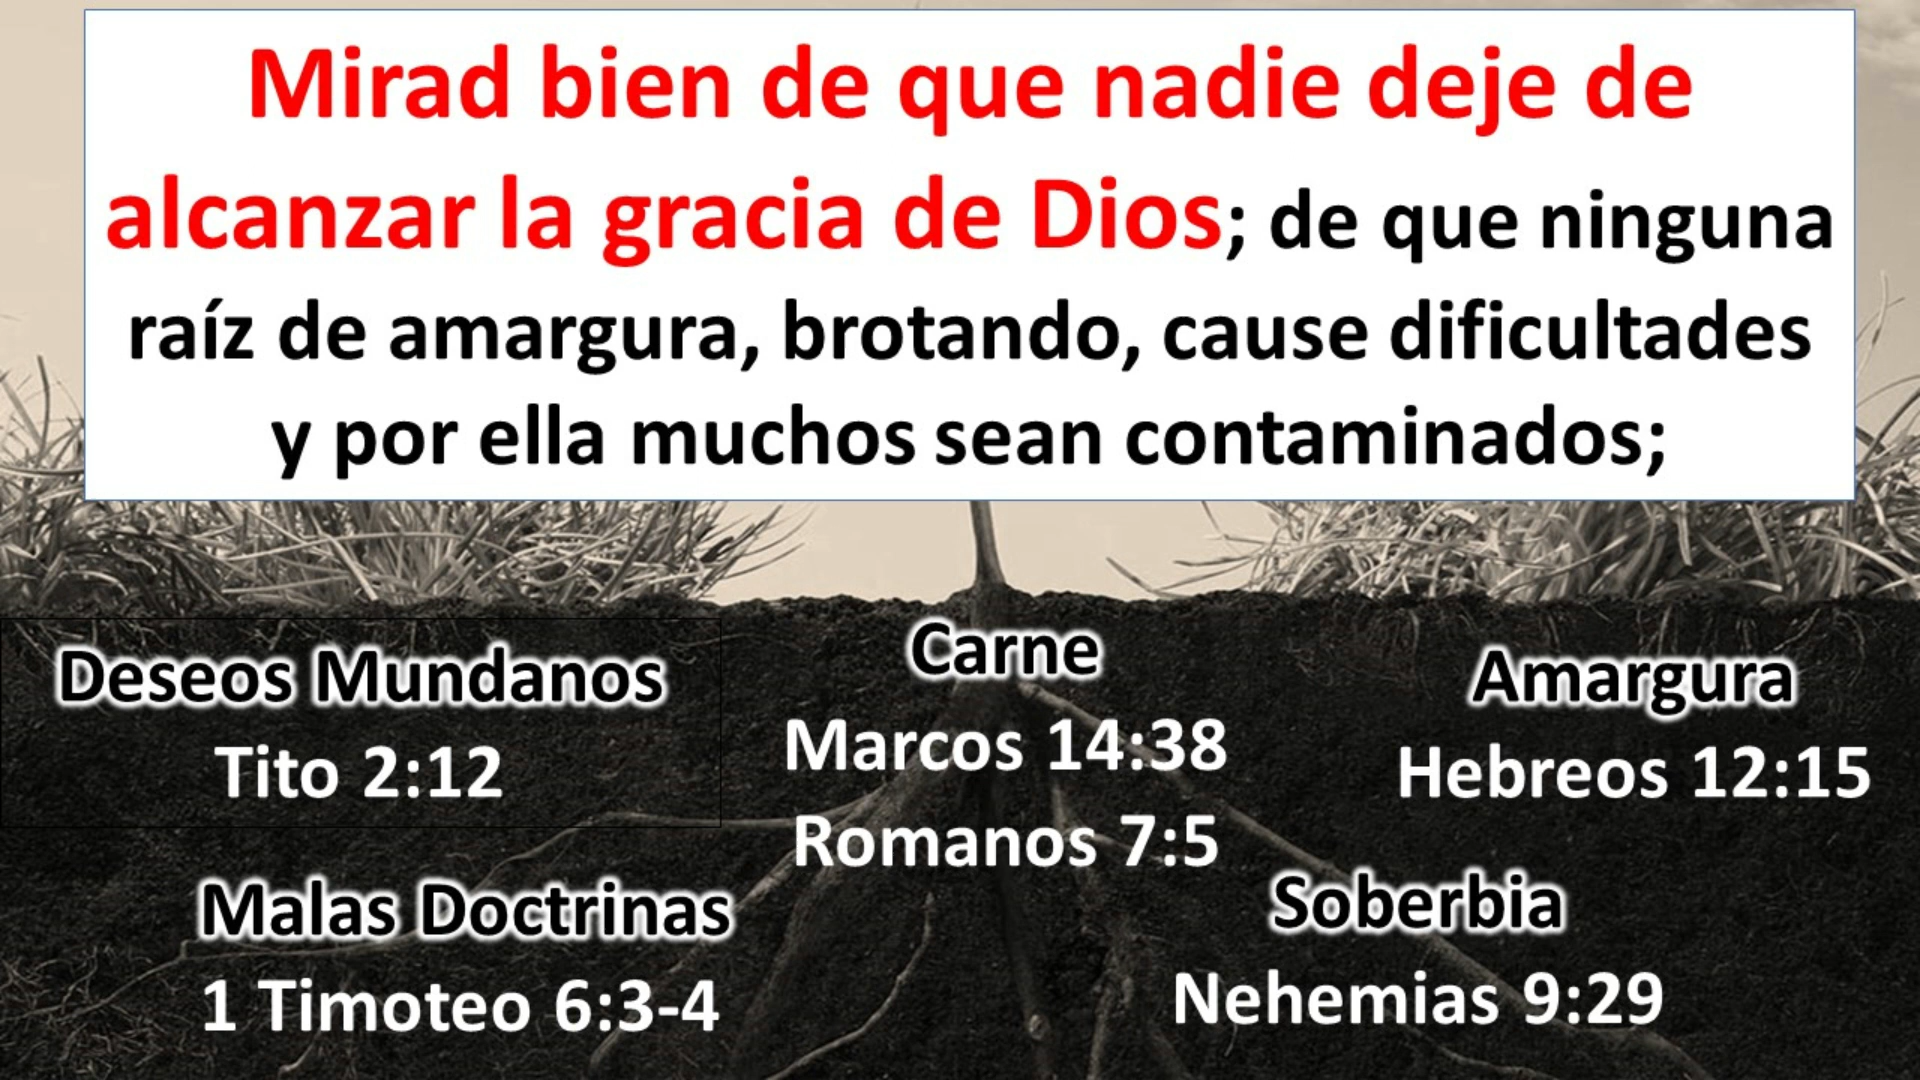 Mirad bien de que nadie deje de
alcanzar la gracia de Dios; de que ninguna
raíz de amargura, brotando, cause dificultades
y por ella muchos sean contaminados;
Deseos Mundanos
Tito 2:12
Carne
Marcos 14:38
Romanos 7:5
Amargura
Hebreos 12:15
Malas Doctrinas
1 Timoteo 6:3-4
Soberbia
Nehemias 9:29